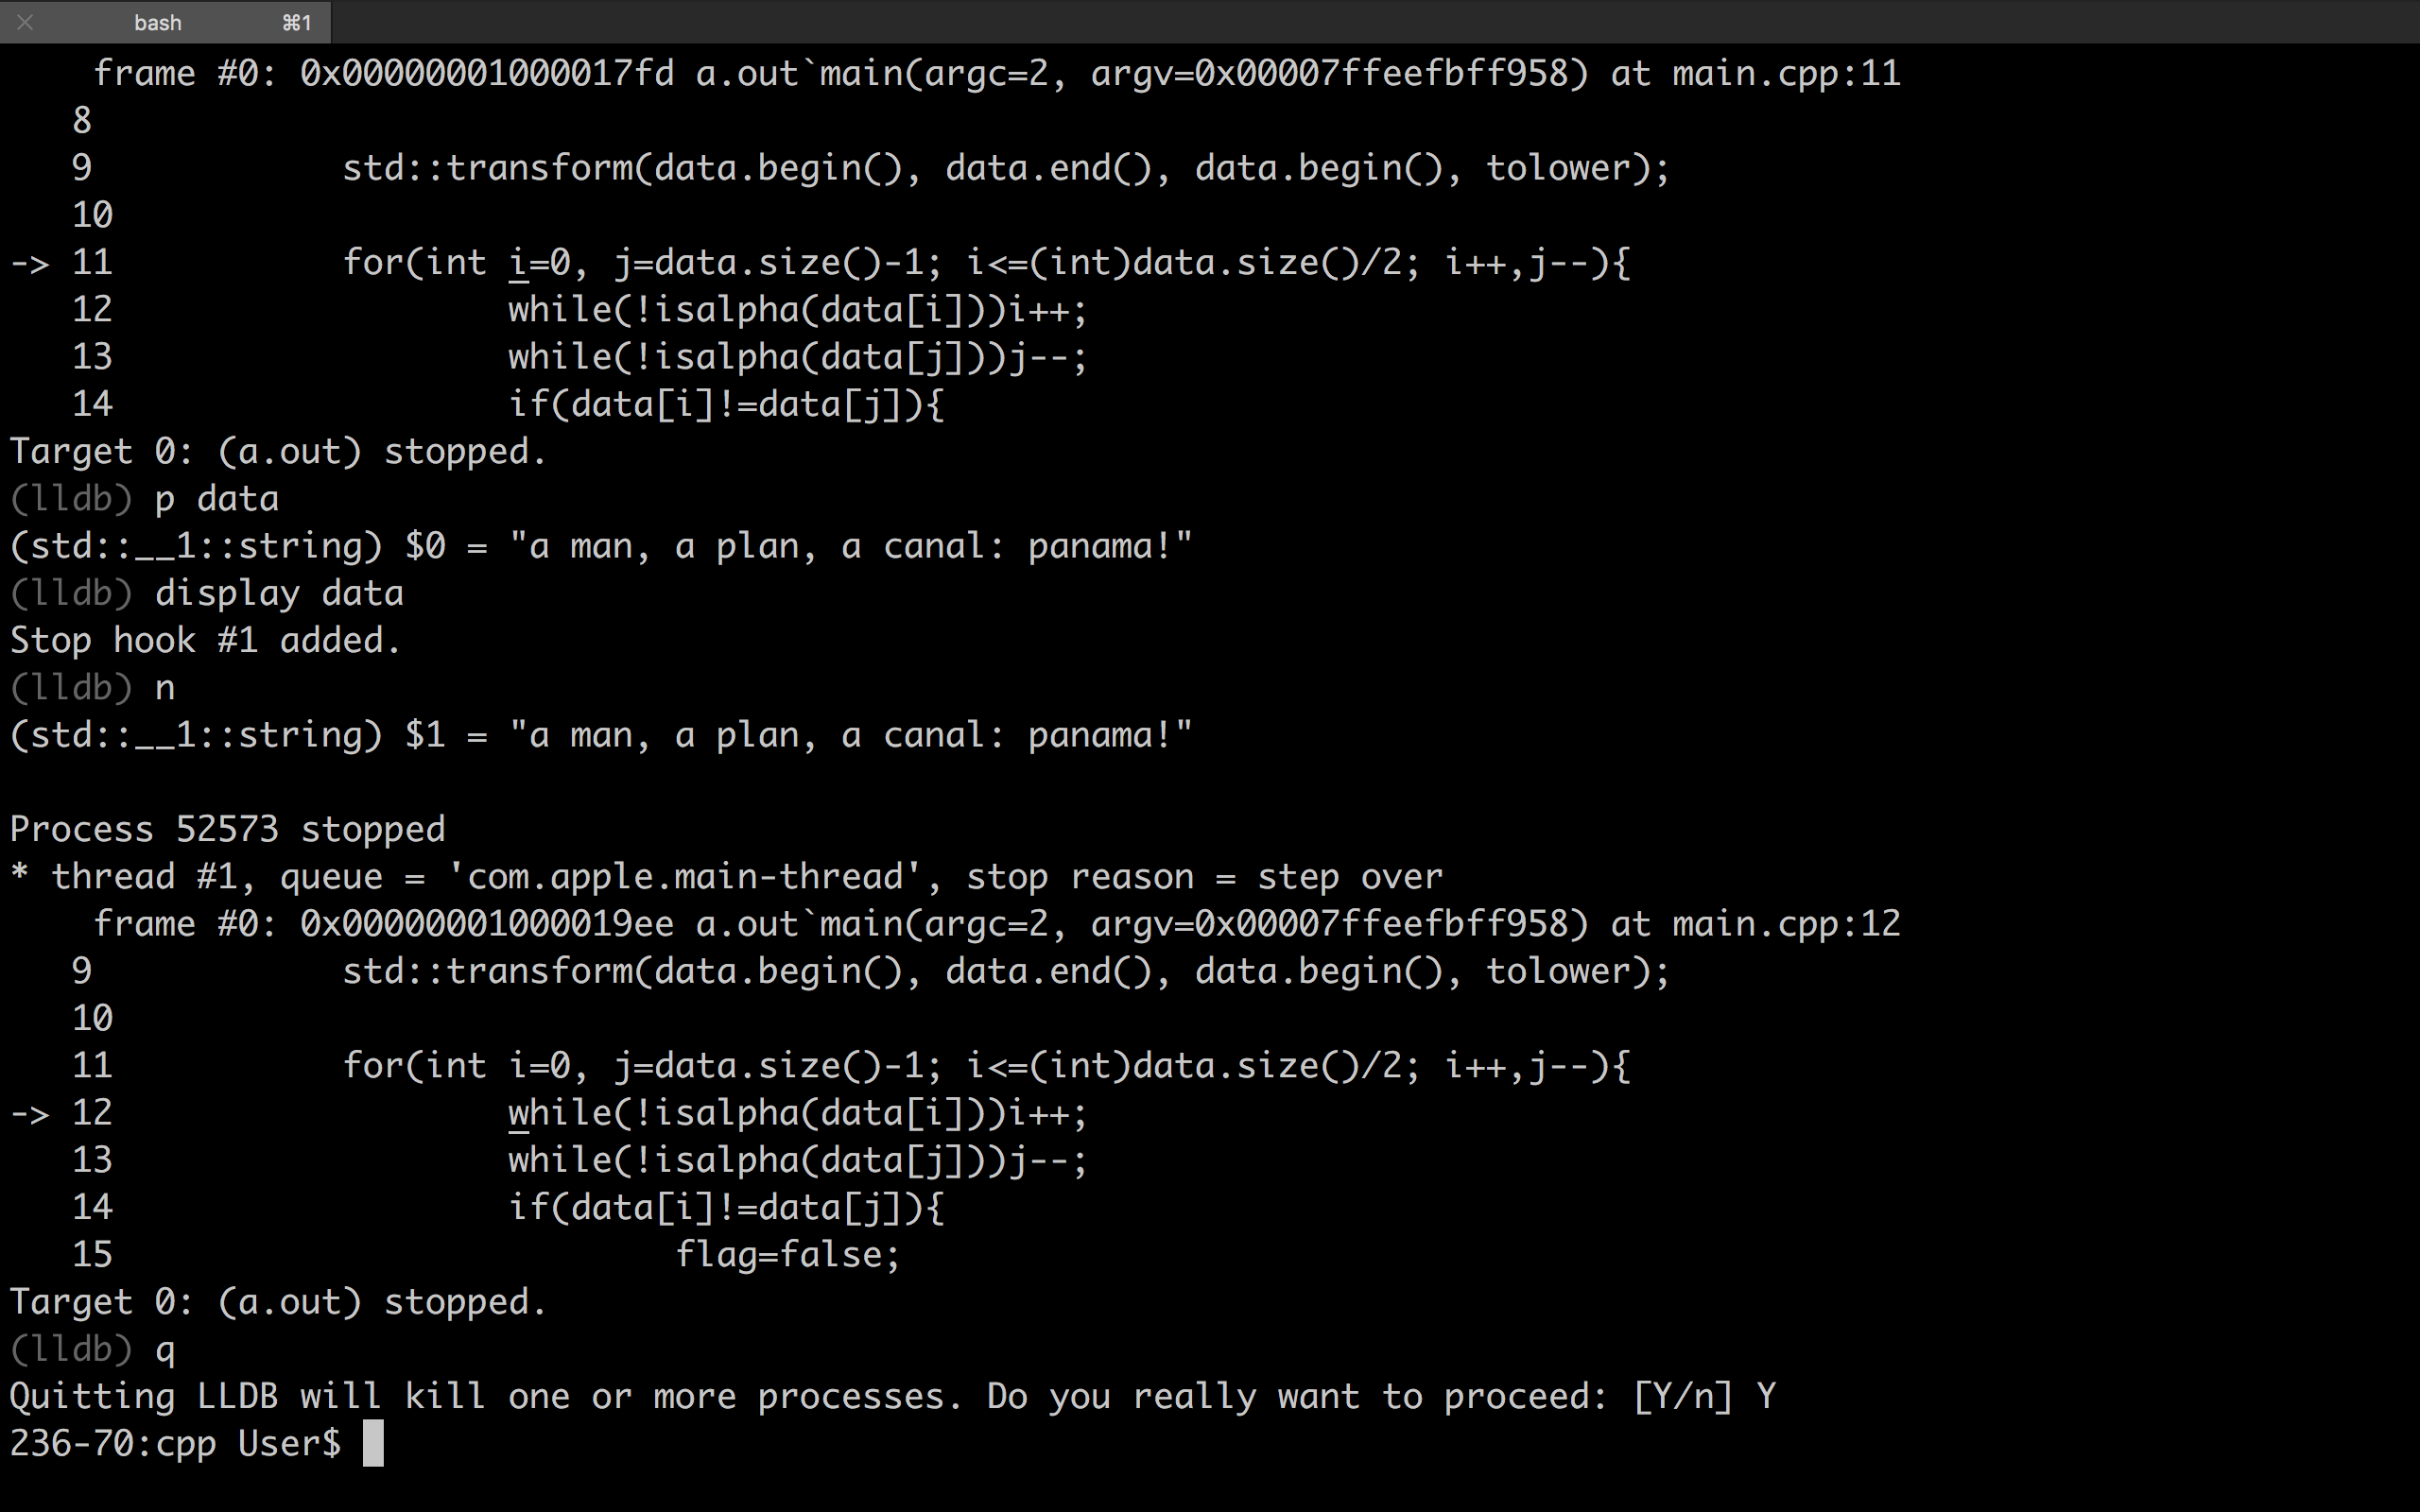 bash ⌘1
    frame #0: 0x00000001000017fd a.out`main(argc=2, argv=0x00007ffeefbff958) at main.cpp:11
   8
   9            std::transform(data.begin(), data.end(), data.begin(), tolower);
   10
-> 11           for(int i=0, j=data.size()-1; i<=(int)data.size()/2; i++,j--){
   12                   while(!isalpha(data[i]))i++;
   13                   while(!isalpha(data[j]))j--;
   14                   if(data[i]!=data[j]){
Target 0: (a.out) stopped.
(lldb) p data
(std::__1::string) $0 = "a man, a plan, a canal: panama!"
(lldb) display data
Stop hook #1 added.
(lldb) n
(std::__1::string) $1 = "a man, a plan, a canal: panama!"

Process 52573 stopped
* thread #1, queue = 'com.apple.main-thread', stop reason = step over
    frame #0: 0x00000001000019ee a.out`main(argc=2, argv=0x00007ffeefbff958) at main.cpp:12
   9            std::transform(data.begin(), data.end(), data.begin(), tolower);
   10
   11           for(int i=0, j=data.size()-1; i<=(int)data.size()/2; i++,j--){
-> 12                   while(!isalpha(data[i]))i++;
   13                   while(!isalpha(data[j]))j--;
   14                   if(data[i]!=data[j]){
   15                           flag=false;
Target 0: (a.out) stopped.
(lldb) q
Quitting LLDB will kill one or more processes. Do you really want to proceed: [Y/n] Y
236-70:cpp User$